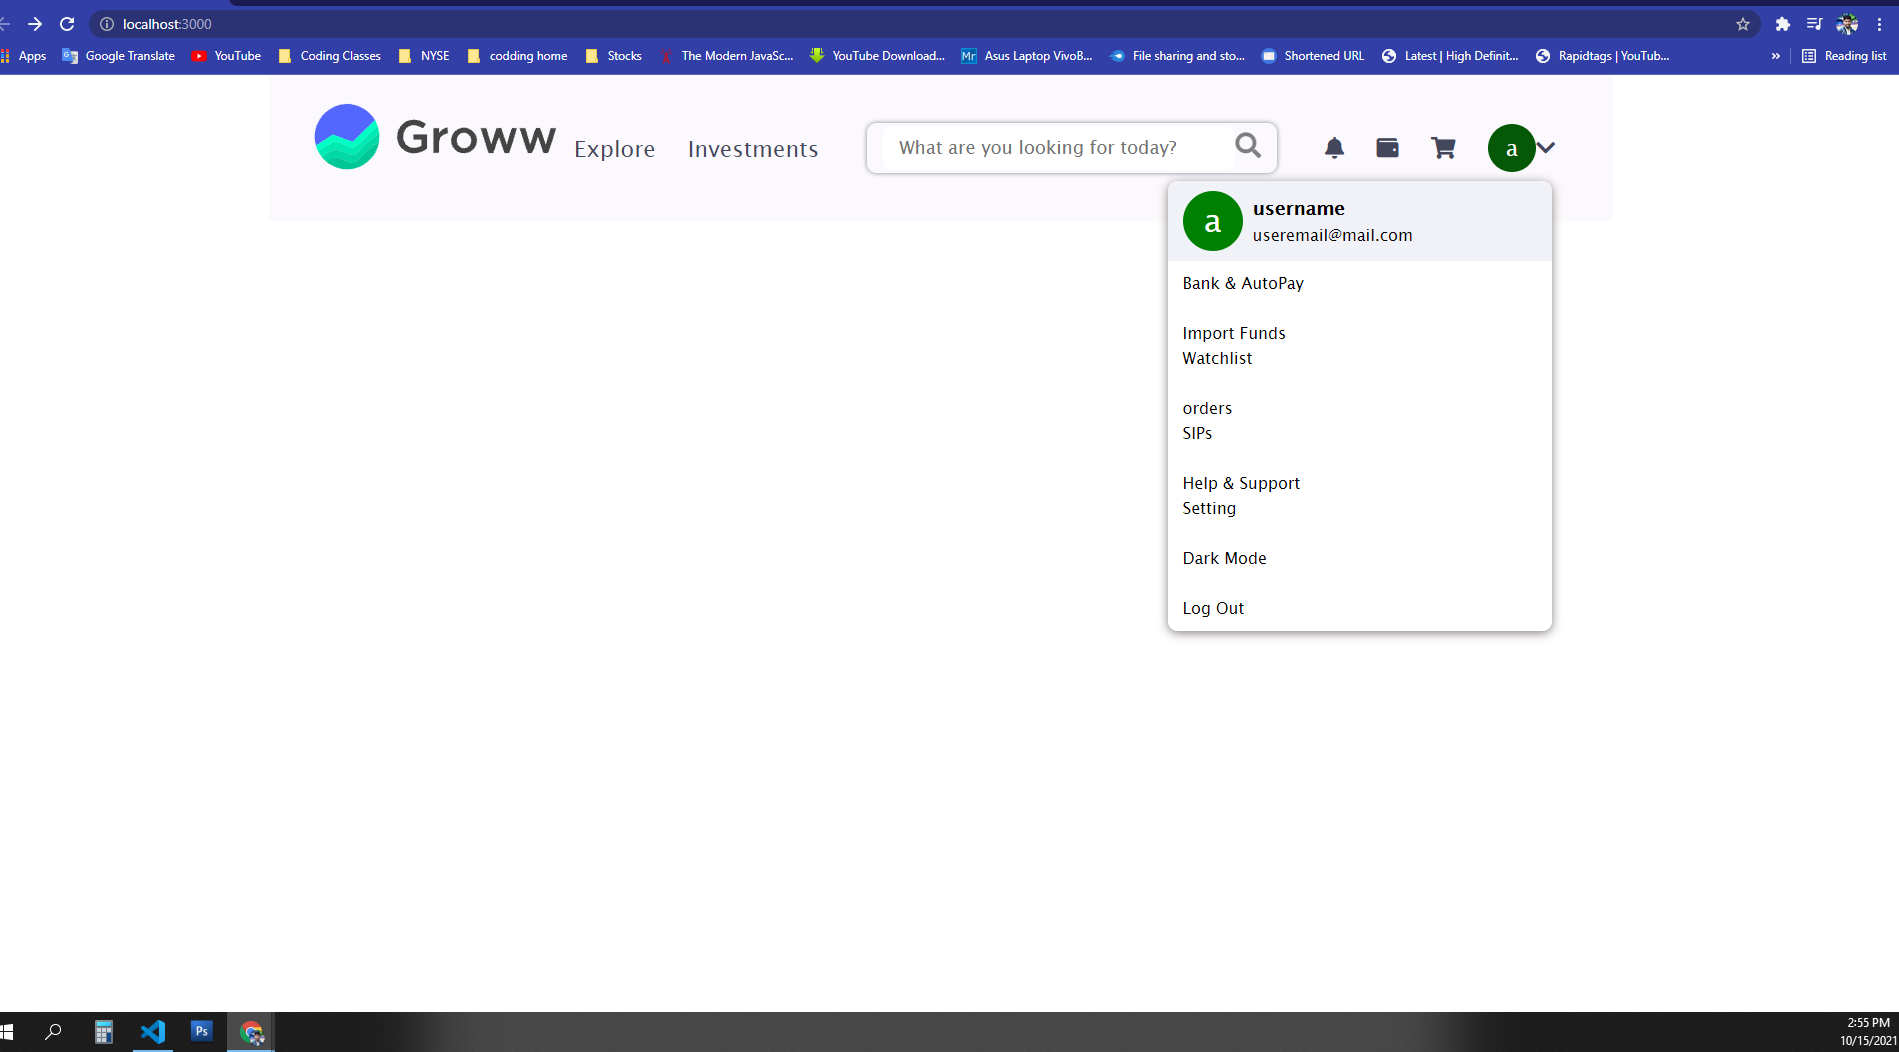 localhost:3000
Apps Google Translate YouTube Coding Classes NYSE codding home Stocks The Modern JavaSc... YouTube Download... Mr Asus Laptop VivoB... File sharing and sto... Shortened URL Latest | High Definit... Rapidtags | YouTub... » Reading list
Groww Explore Investments What are you looking for today? a
a username
useremail@mail.com
Bank & AutoPay
Import Funds
Watchlist
orders
SIPs
Help & Support
Setting
Dark Mode
Log Out
Ps
2:55 PM
10/15/2021